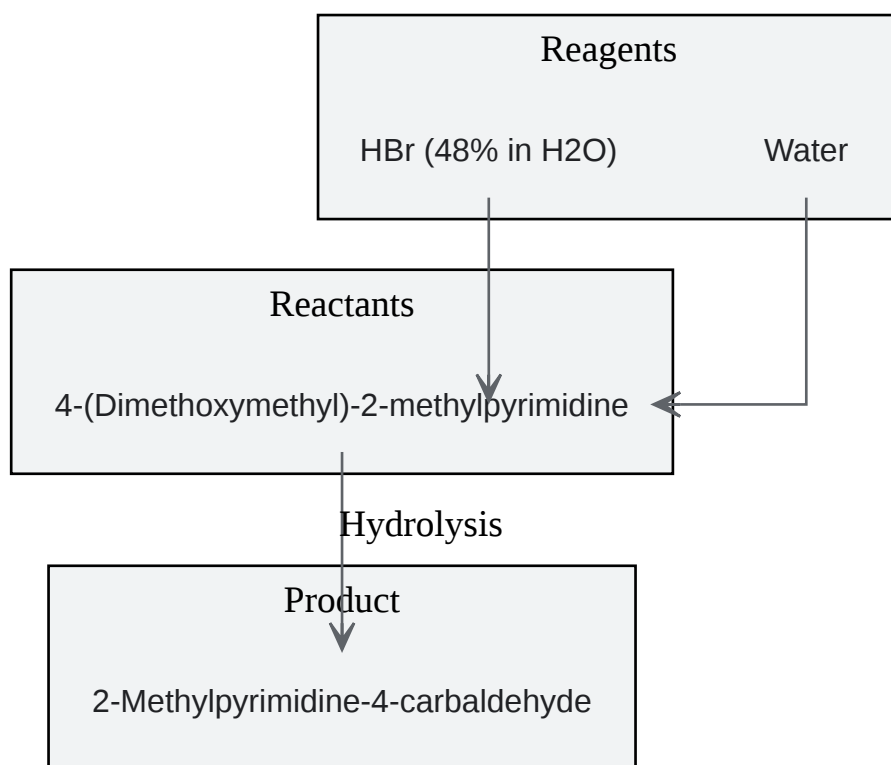 Reagents
HBr (48% in H2O)
Water
Reactants
4-(Dimethoxymethyl)-2-methylpyrimidine
Hydrolysis
Product
2-Methylpyrimidine-4-carbaldehyde